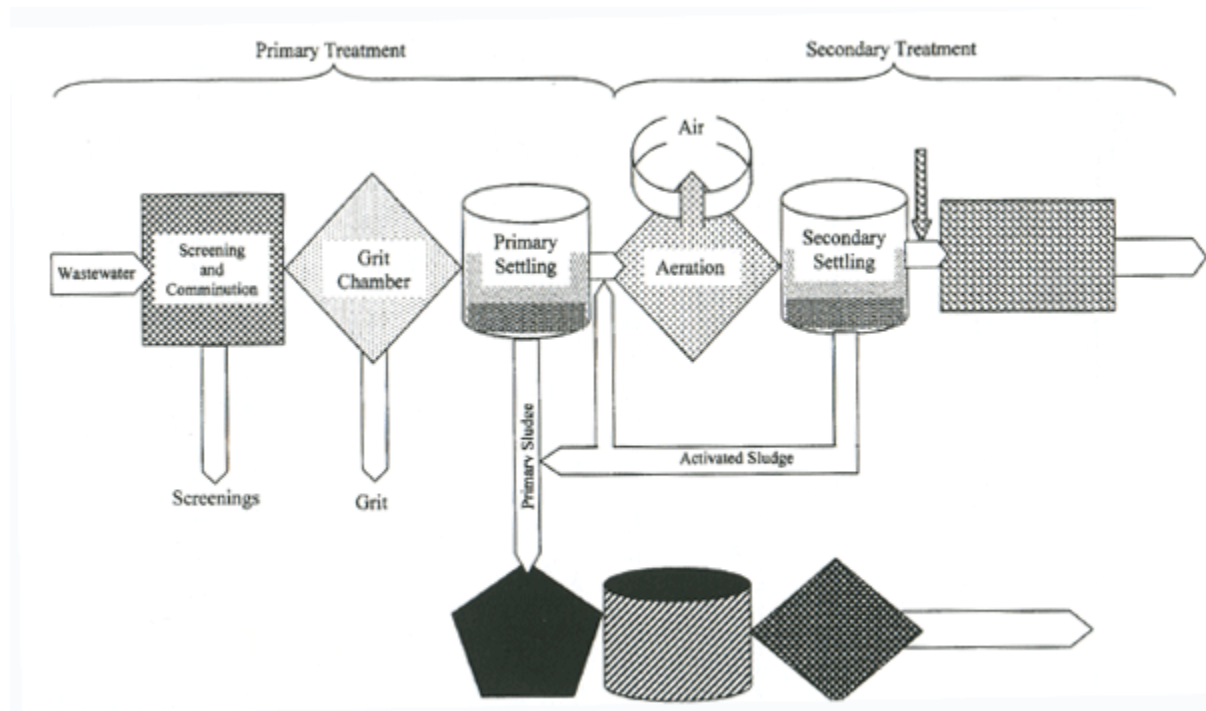 Primary Treatment
Secondary Treatment
Air
Wastewater
Screening
and
Comminution
Grit
Chamber
Primary
Settling
Aeration
Secondary
Settling
Primary Sludge
Activated Sludge
Screenings
Grit